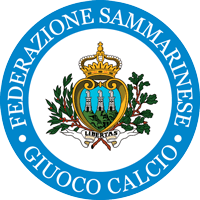 FEDERAZIONE SAMMARINESE
GIUOCO CALCIO
LIBERTAS